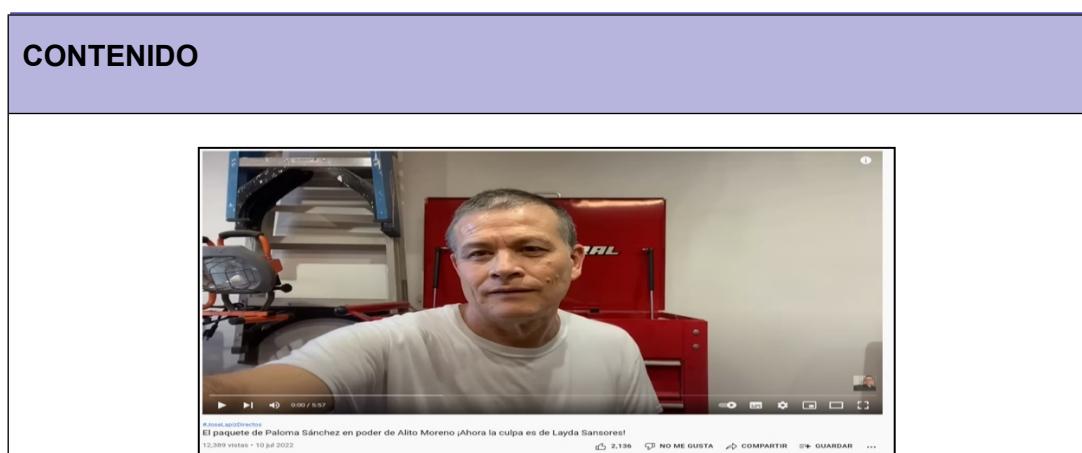 CONTENIDO
RAL
0:00 / 5:57
#JoseLapizDirectos
El paquete de Paloma Sánchez en poder de Alito Moreno ¡Ahora la culpa es de Layda Sansores!
12,389 vistas • 10 jul 2022
2,136 NO ME GUSTA COMPARTIR GUARDAR ...